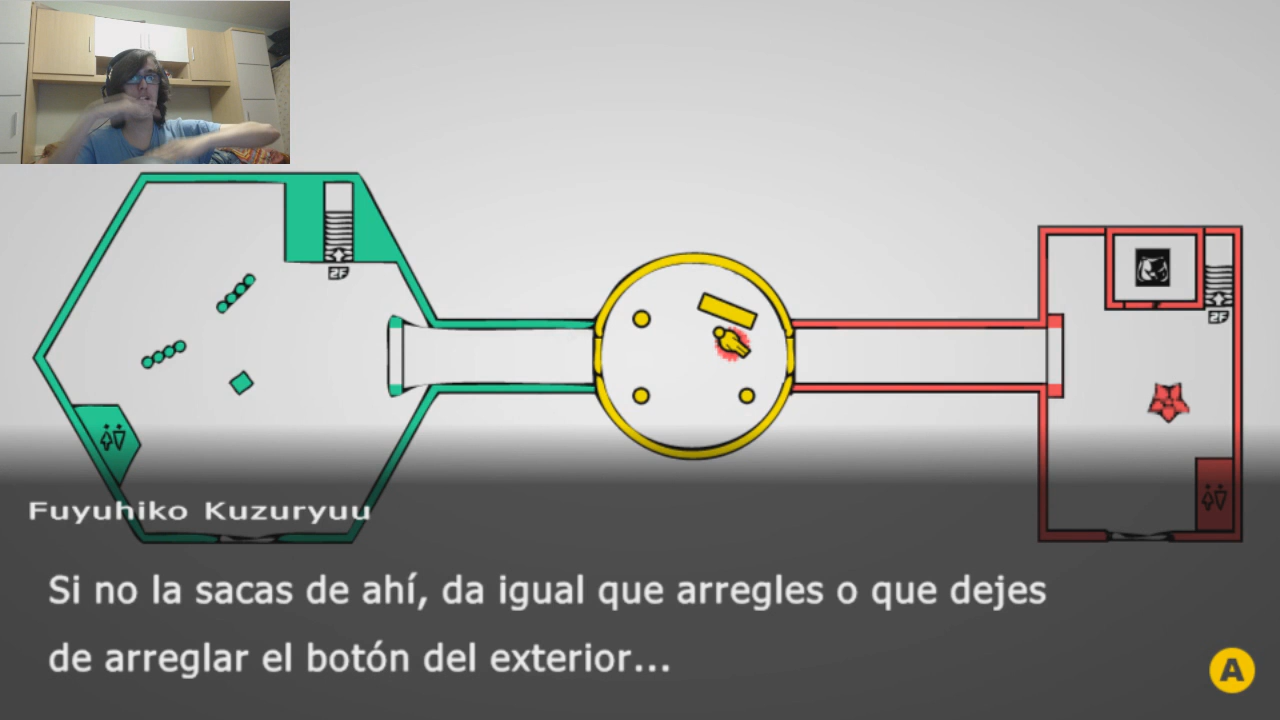 2F
2F
Fuyuhiko Kuzuryuu
Si no la sacas de ahí, da igual que arregles o que dejes
de arreglar el botón del exterior...
A